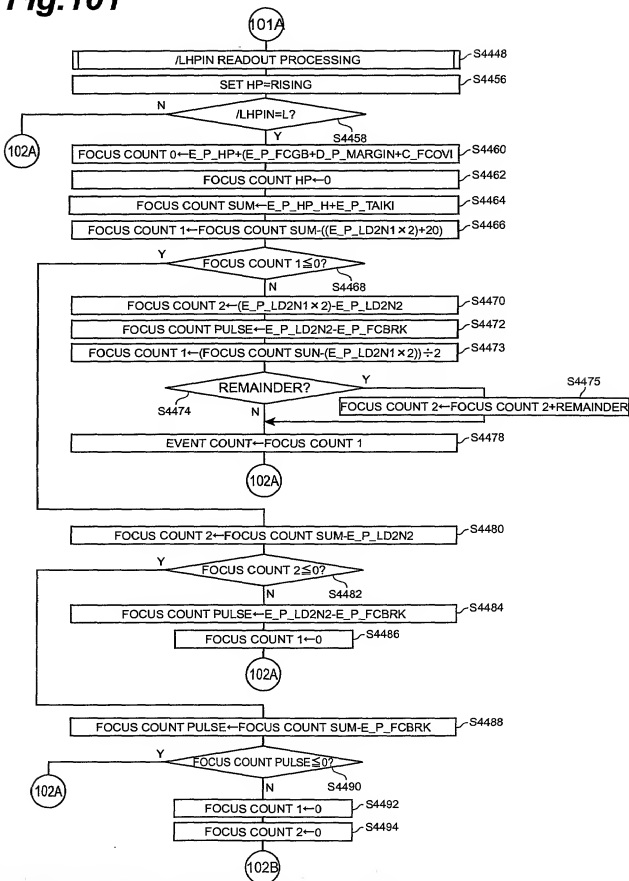 Fig.101
101A
/LHPIN READOUT PROCESSING
S4448
SET HP=RISING
S4456
N
/LHPIN=L?
S4458
102A
Y
FOCUS COUNT 0←E_P_HP+(E_P_FCGB+D_P_MARGIN+C_FCOVI
S4460
FOCUS COUNT HP←0
S4462
FOCUS COUNT SUM←E_P_HP_H+E_P_TAIKI
S4464
FOCUS COUNT 1←FOCUS COUNT SUM-((E_P_LD2N1×2)+20)
S4466
Y
FOCUS COUNT 1≦0?
S4468
N
FOCUS COUNT 2←(E_P_LD2N1×2)-E_P_LD2N2
S4470
FOCUS COUNT PULSE←E_P_LD2N2-E_P_FCBRK
S4472
FOCUS COUNT 1←(FOCUS COUNT SUN-(E_P_LD2N1×2))÷2
S4473
REMAINDER?
Y
S4475
S4474
N
FOCUS COUNT 2←FOCUS COUNT 2+REMAINDER
EVENT COUNT←FOCUS COUNT 1
S4478
102A
FOCUS COUNT 2←FOCUS COUNT SUM-E_P_LD2N2
S4480
Y
FOCUS COUNT 2≦0?
S4482
N
FOCUS COUNT PULSE←E_P_LD2N2-E_P_FCBRK
S4484
FOCUS COUNT 1←0
S4486
102A
FOCUS COUNT PULSE←FOCUS COUNT SUM-E_P_FCBRK
S4488
Y
FOCUS COUNT PULSE≦0?
S4490
102A
N
FOCUS COUNT 1←0
S4492
FOCUS COUNT 2←0
S4494
102B